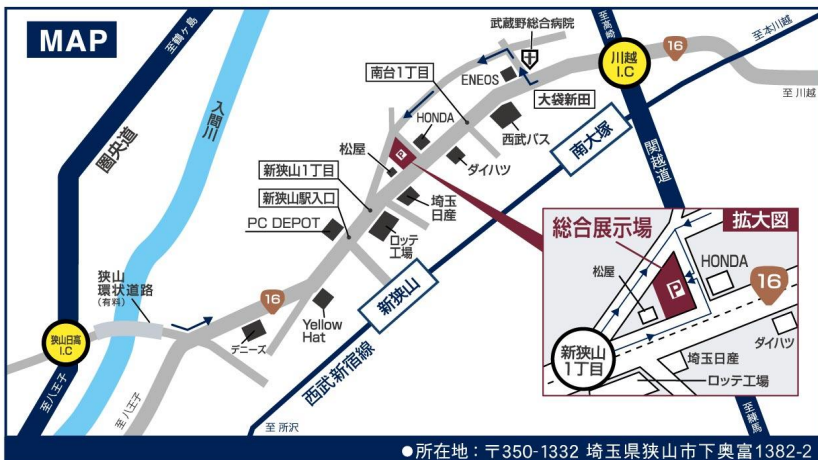 MAP
至鶴ヶ島
圏央道
入間川
武蔵野総合病院
ENEOS
南台1丁目
大袋新田
至高崎
川越
I.C
16
至本川越
至 川越
HONDA
西武バス
松屋
P
ダイハツ
南大塚
関越道
新狭山1丁目
新狭山駅入口
PC DEPOT
埼玉
日産
ロッテ
工場
狭山
環状道路
(有料)
16
狭山日高
I.C
デニーズ
Yellow
Hat
新狭山
西武新宿線
至八王子
至 八王子
至 所沢
至練馬
拡大図
総合展示場
松屋
HONDA
P
16
ダイハツ
新狭山
1丁目
埼玉日産
ロッテ工場
●所在地：〒350-1332 埼玉県狭山市下奥富1382-2